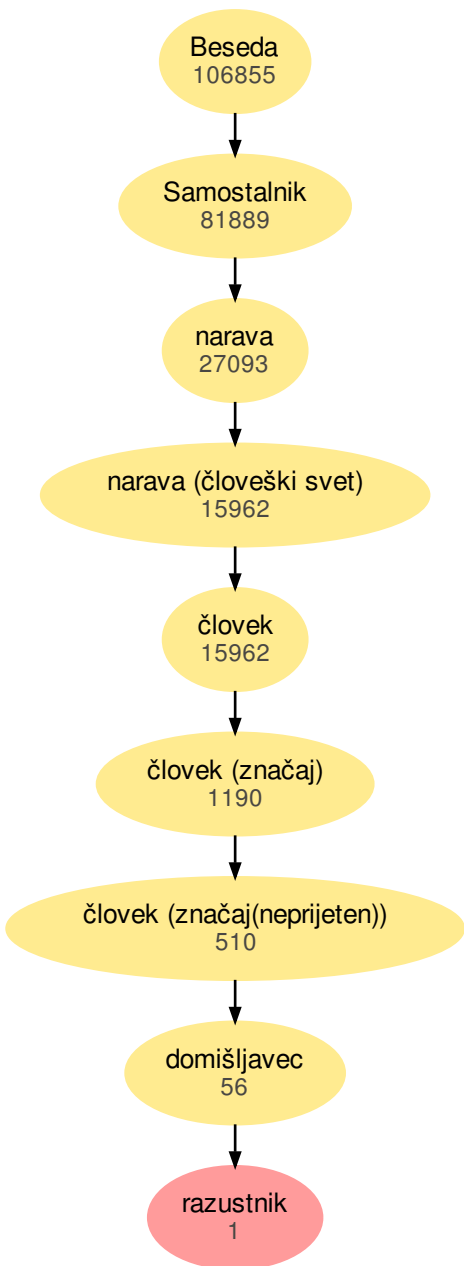 Beseda
106855
Samostalnik
81889
narava
27093
narava (človeški svet)
15962
človek
15962
človek (značaj)
1190
človek (značaj(neprijeten))
510
domišljavec
56
razustnik
1